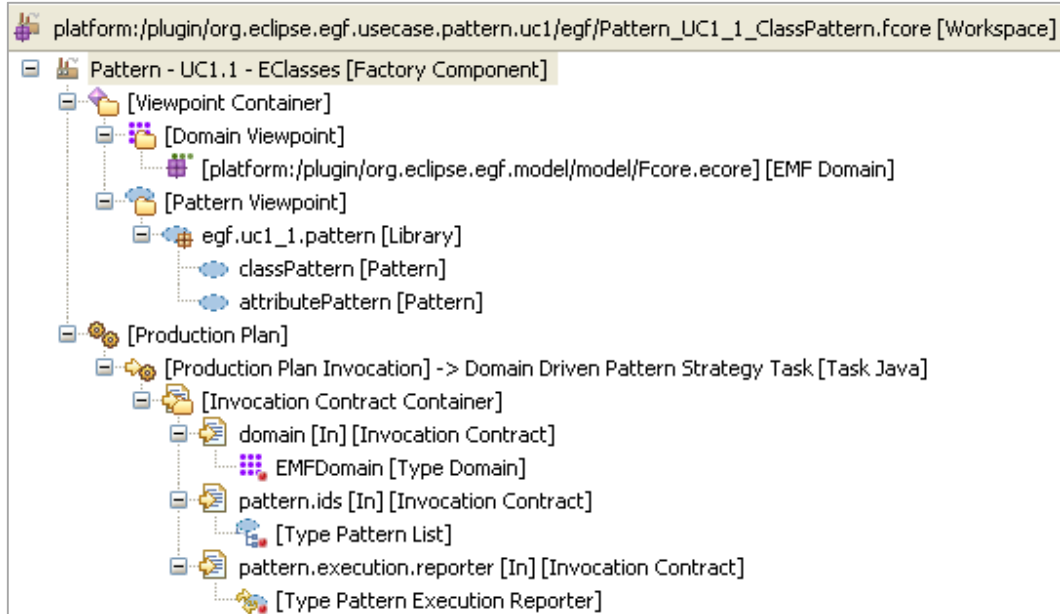 platform:/plugin/org.eclipse.egf.usecase.pattern.uc1/egf/Pattern_UC1_1_ClassPattern.fcore [Workspace]
Pattern - UC1.1 - EClasses [Factory Component]
[Viewpoint Container]
[Domain Viewpoint]
[platform:/plugin/org.eclipse.egf.model/model/Fcore.ecore] [EMF Domain]
[Pattern Viewpoint]
egf.uc1_1.pattern [Library]
classPattern [Pattern]
attributePattern [Pattern]
[Production Plan]
[Production Plan Invocation] -> Domain Driven Pattern Strategy Task [Task Java]
[Invocation Contract Container]
domain [In] [Invocation Contract]
EMFDomain [Type Domain]
pattern.ids [In] [Invocation Contract]
[Type Pattern List]
pattern.execution.reporter [In] [Invocation Contract]
[Type Pattern Execution Reporter]